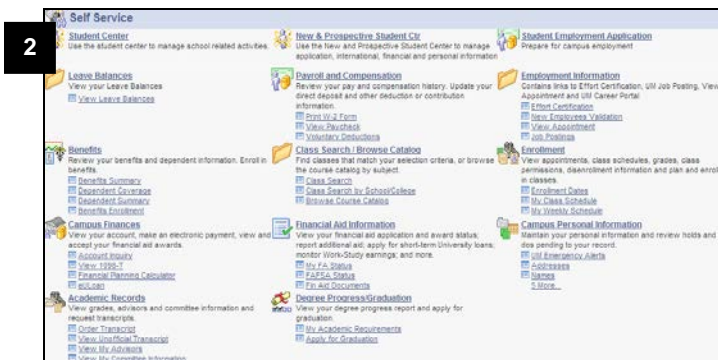 2
Self Service
Student Center
Use the student center to manage school related activities.
New & Prospective Student Ctr
Use the New and Prospective Student Center to manage
application, international, financial and personal information
Student Employment Application
Prepare for campus employment
Leave Balances
View your Leave Balances
View Leave Balances
Payroll and Compensation
Review your pay and compensation history. Update your
direct deposit and other deduction or contribution
information.
Print W-2 Form
View Paycheck
Voluntary Deductions
Employment Information
Contains links to Effort Certification, UM Job Posting, View
Appointment and UM Career Portal
Effort Certification
New Employees Validation
View Appointment
Job Postings
Benefits
Review your benefits and dependent information. Enroll in
benefits.
Benefits Summary
Dependent Coverage
Dependent Summary
Benefits Enrollment
Class Search / Browse Catalog
Find classes that match your selection criteria, or browse
the course catalog by subject.
Class Search
Class Search by School/College
Browse Course Catalog
Enrollment
View appointments, class schedules, grades, class
permissions, disenrollment information and plan and enroll
in classes.
Enrollment Dates
My Class Schedule
My Weekly Schedule
Campus Finances
View your account, make an electronic payment, view and
accept your financial aid awards.
Account Inquiry
View 1098-T
Financial Planning Calculator
eULoan
Financial Aid Information
View your financial aid application and award status;
report additional aid; apply for short-term University loans;
monitor Work-Study earnings; and more.
My FA Status
FAFSA Status
Fin Aid Documents
Campus Personal Information
Maintain your personal information and review holds and
dos pending to your record.
UM Emergency Alerts
Addresses
Names
5 More...
Academic Records
View grades, advisors and committee information and
request transcripts.
Order Transcript
View Unofficial Transcript
View My Advisors
View My Committee Information
Degree Progress/Graduation
View your degree progress report and apply for
graduation.
My Academic Requirements
Apply for Graduation